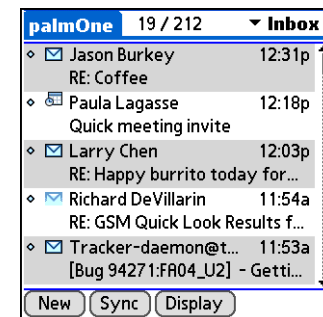 palmOne 19 / 212 Inbox
Jason Burkey 12:31p
RE: Coffee
Paula Lagasse 12:18p
Quick meeting invite
Larry Chen 12:03p
RE: Happy burrito today for...
Richard DeVillarin 11:54a
RE: GSM Quick Look Results f...
Tracker-daemon@t... 11:53a
[Bug 94271:FA04_U2] - Getti...
New Sync Display